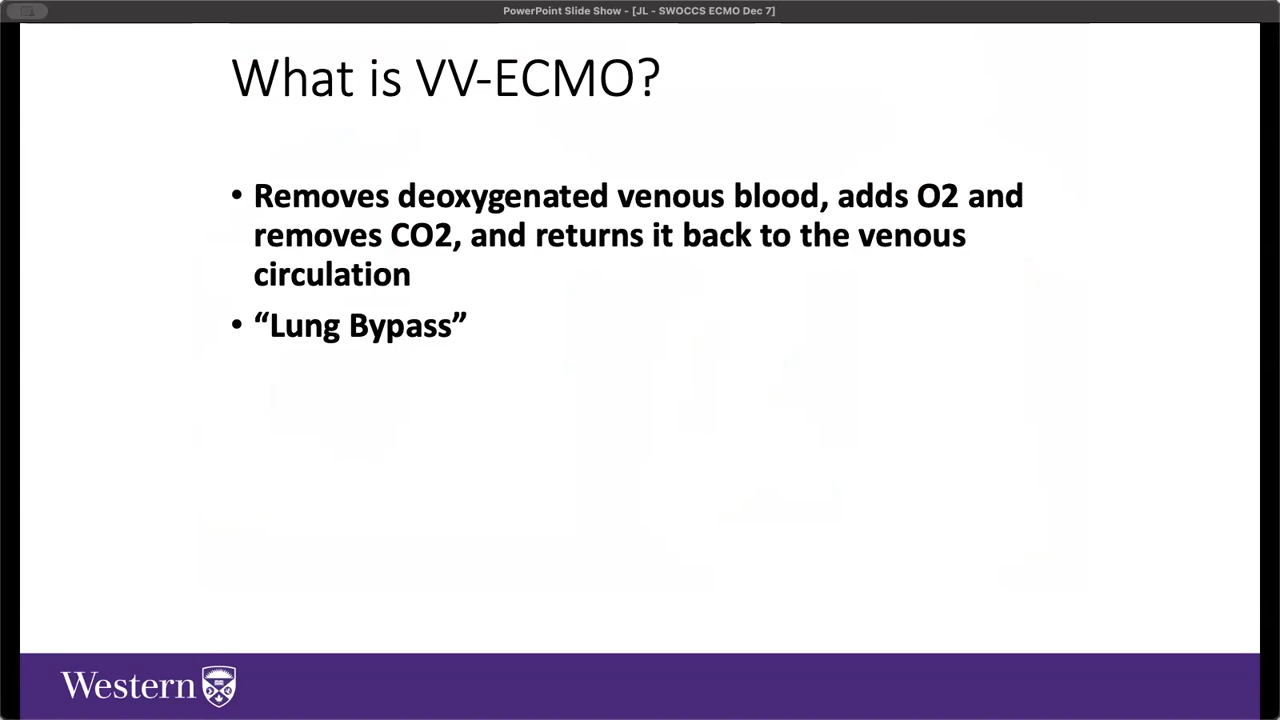 PowerPoint Slide Show - [JL - SWOCCS ECMO Dec 7]
What is VV-ECMO?
• Removes deoxygenated venous blood, adds O2 and
removes CO2, and returns it back to the venous
circulation
• “Lung Bypass”
Western